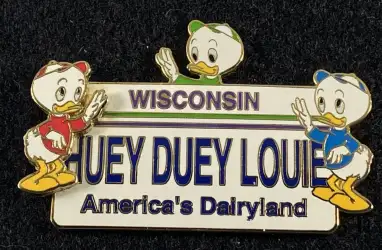 WISCONSIN
HUEY DUEY LOUIE
America's Dairyland